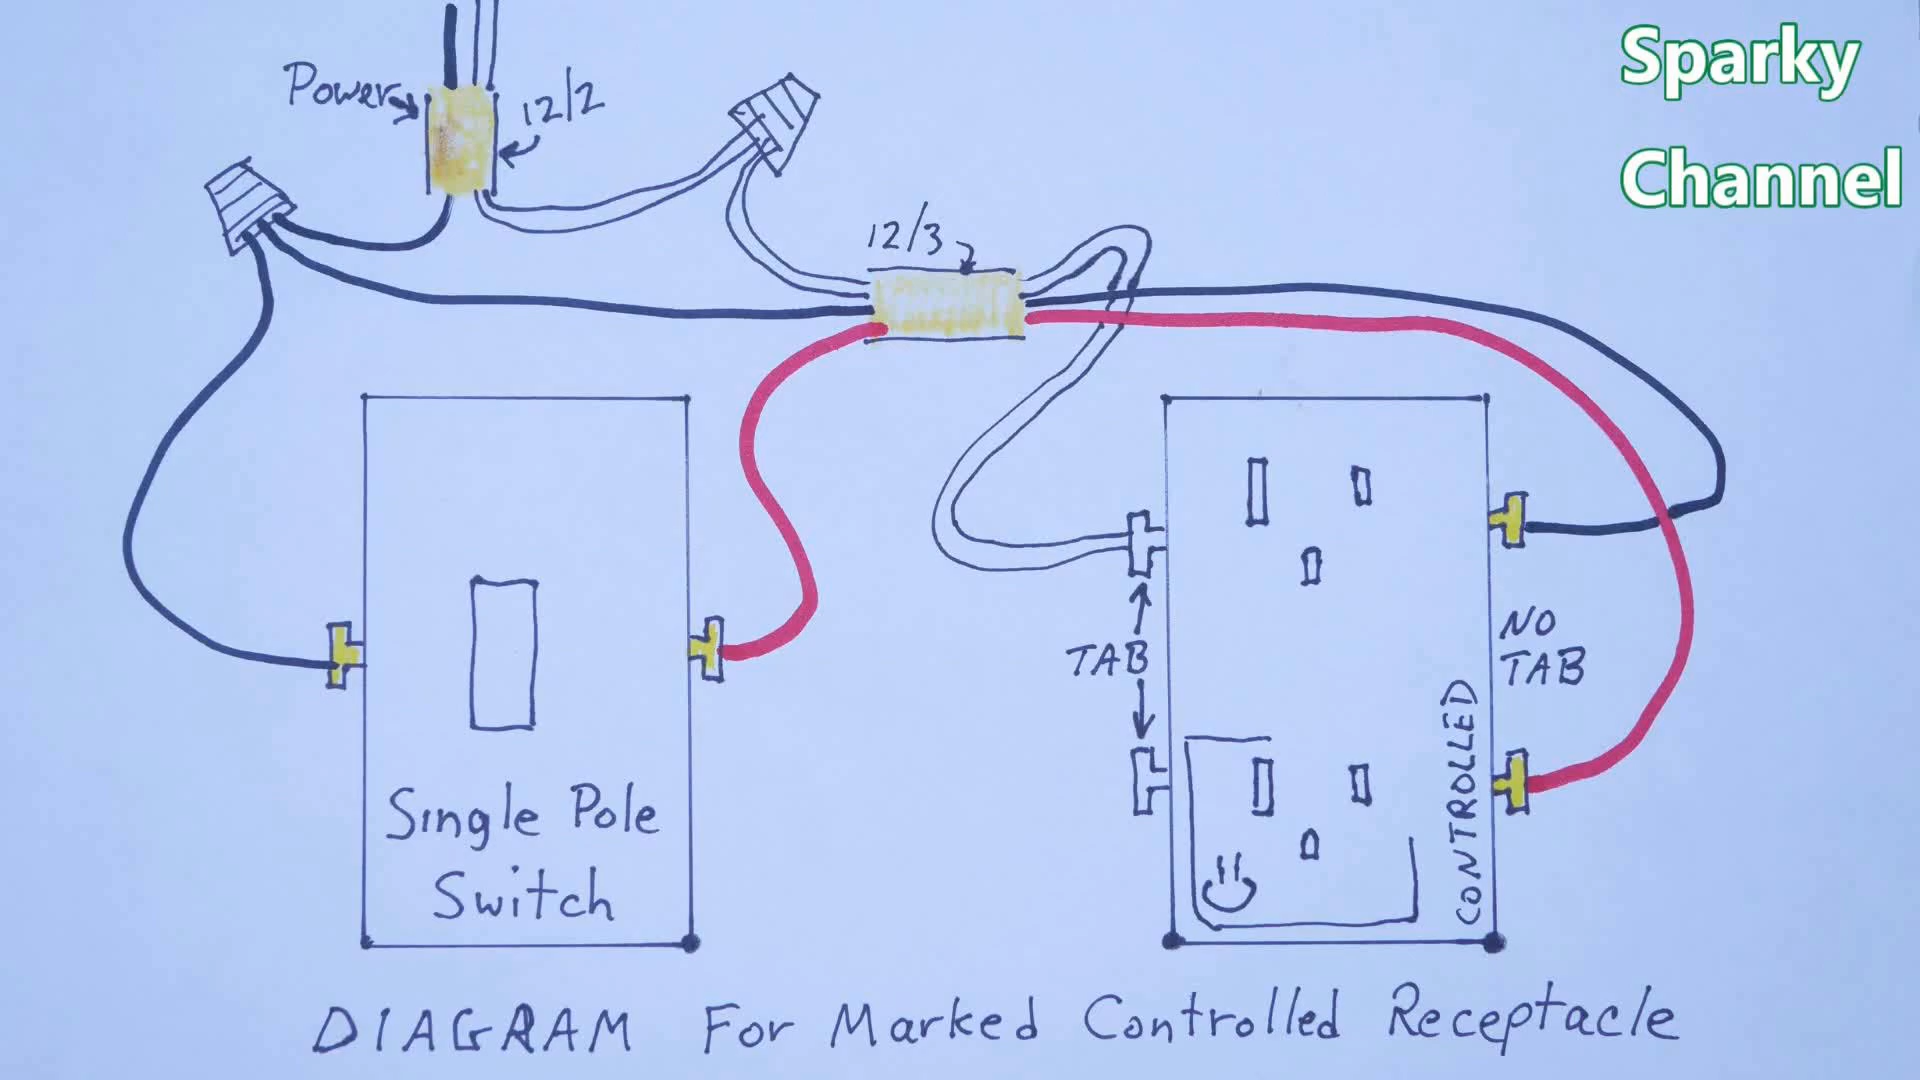 Sparky
Channel
Power
12/2
12/3
TAB
NO
TAB
CONTROLLED
Single Pole
Switch
DIAGRAM For Marked Controlled Receptacle